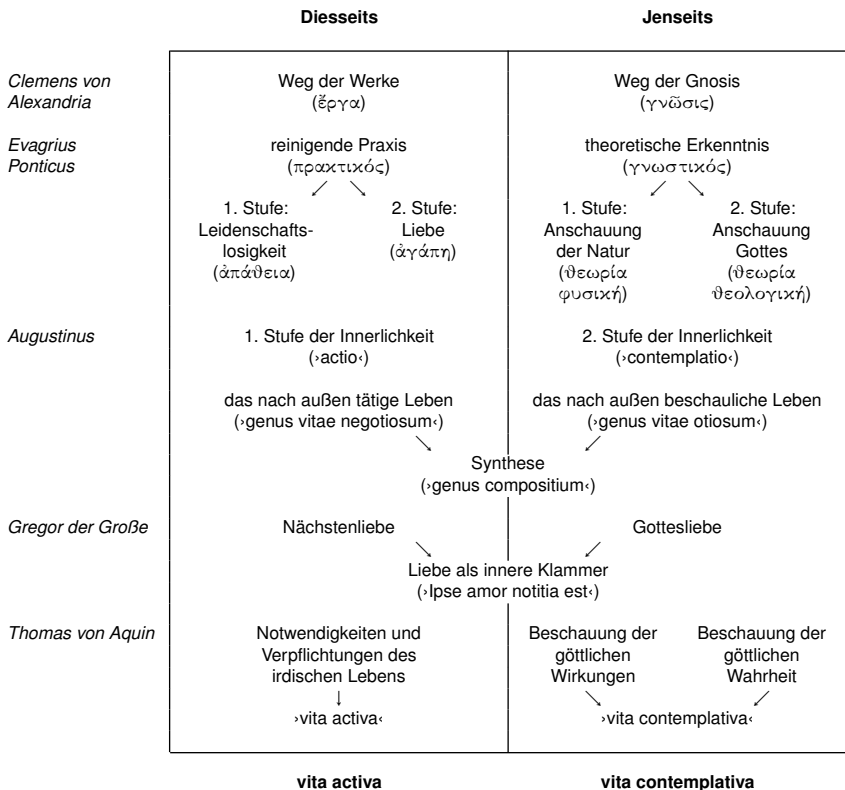 Diesseits Jenseits
Clemens von Weg der Werke Weg der Gnosis
Alexandria (ἔργα) (γνῶσις)
Evagrius reinigende Praxis theoretische Erkenntnis
Ponticus (πρακτικός) (γνωστικός)
1. Stufe: 2. Stufe: 1. Stufe: 2. Stufe:
Leidenschafts- Liebe Anschauung Anschauung
losigkeit (ἀγάπη) der Natur Gottes
(ἀπάθεια) (θεωρία (θεωρία
φυσική) θεολογική)
Augustinus 1. Stufe der Innerlichkeit 2. Stufe der Innerlichkeit
(›actio‹) (›contemplatio‹)
das nach außen tätige Leben das nach außen beschauliche Leben
(›genus vitae negotiosum‹) (›genus vitae otiosum‹)
Synthese
(›genus compositium‹)
Gregor der Große Nächstenliebe Gottesliebe
Liebe als innere Klammer
(›Ipse amor notitia est‹)
Thomas von Aquin Notwendigkeiten und Beschauung der Beschauung der
Verpflichtungen des göttlichen göttlichen
irdischen Lebens Wirkungen Wahrheit
›vita activa‹ ›vita contemplativa‹
vita activa vita contemplativa